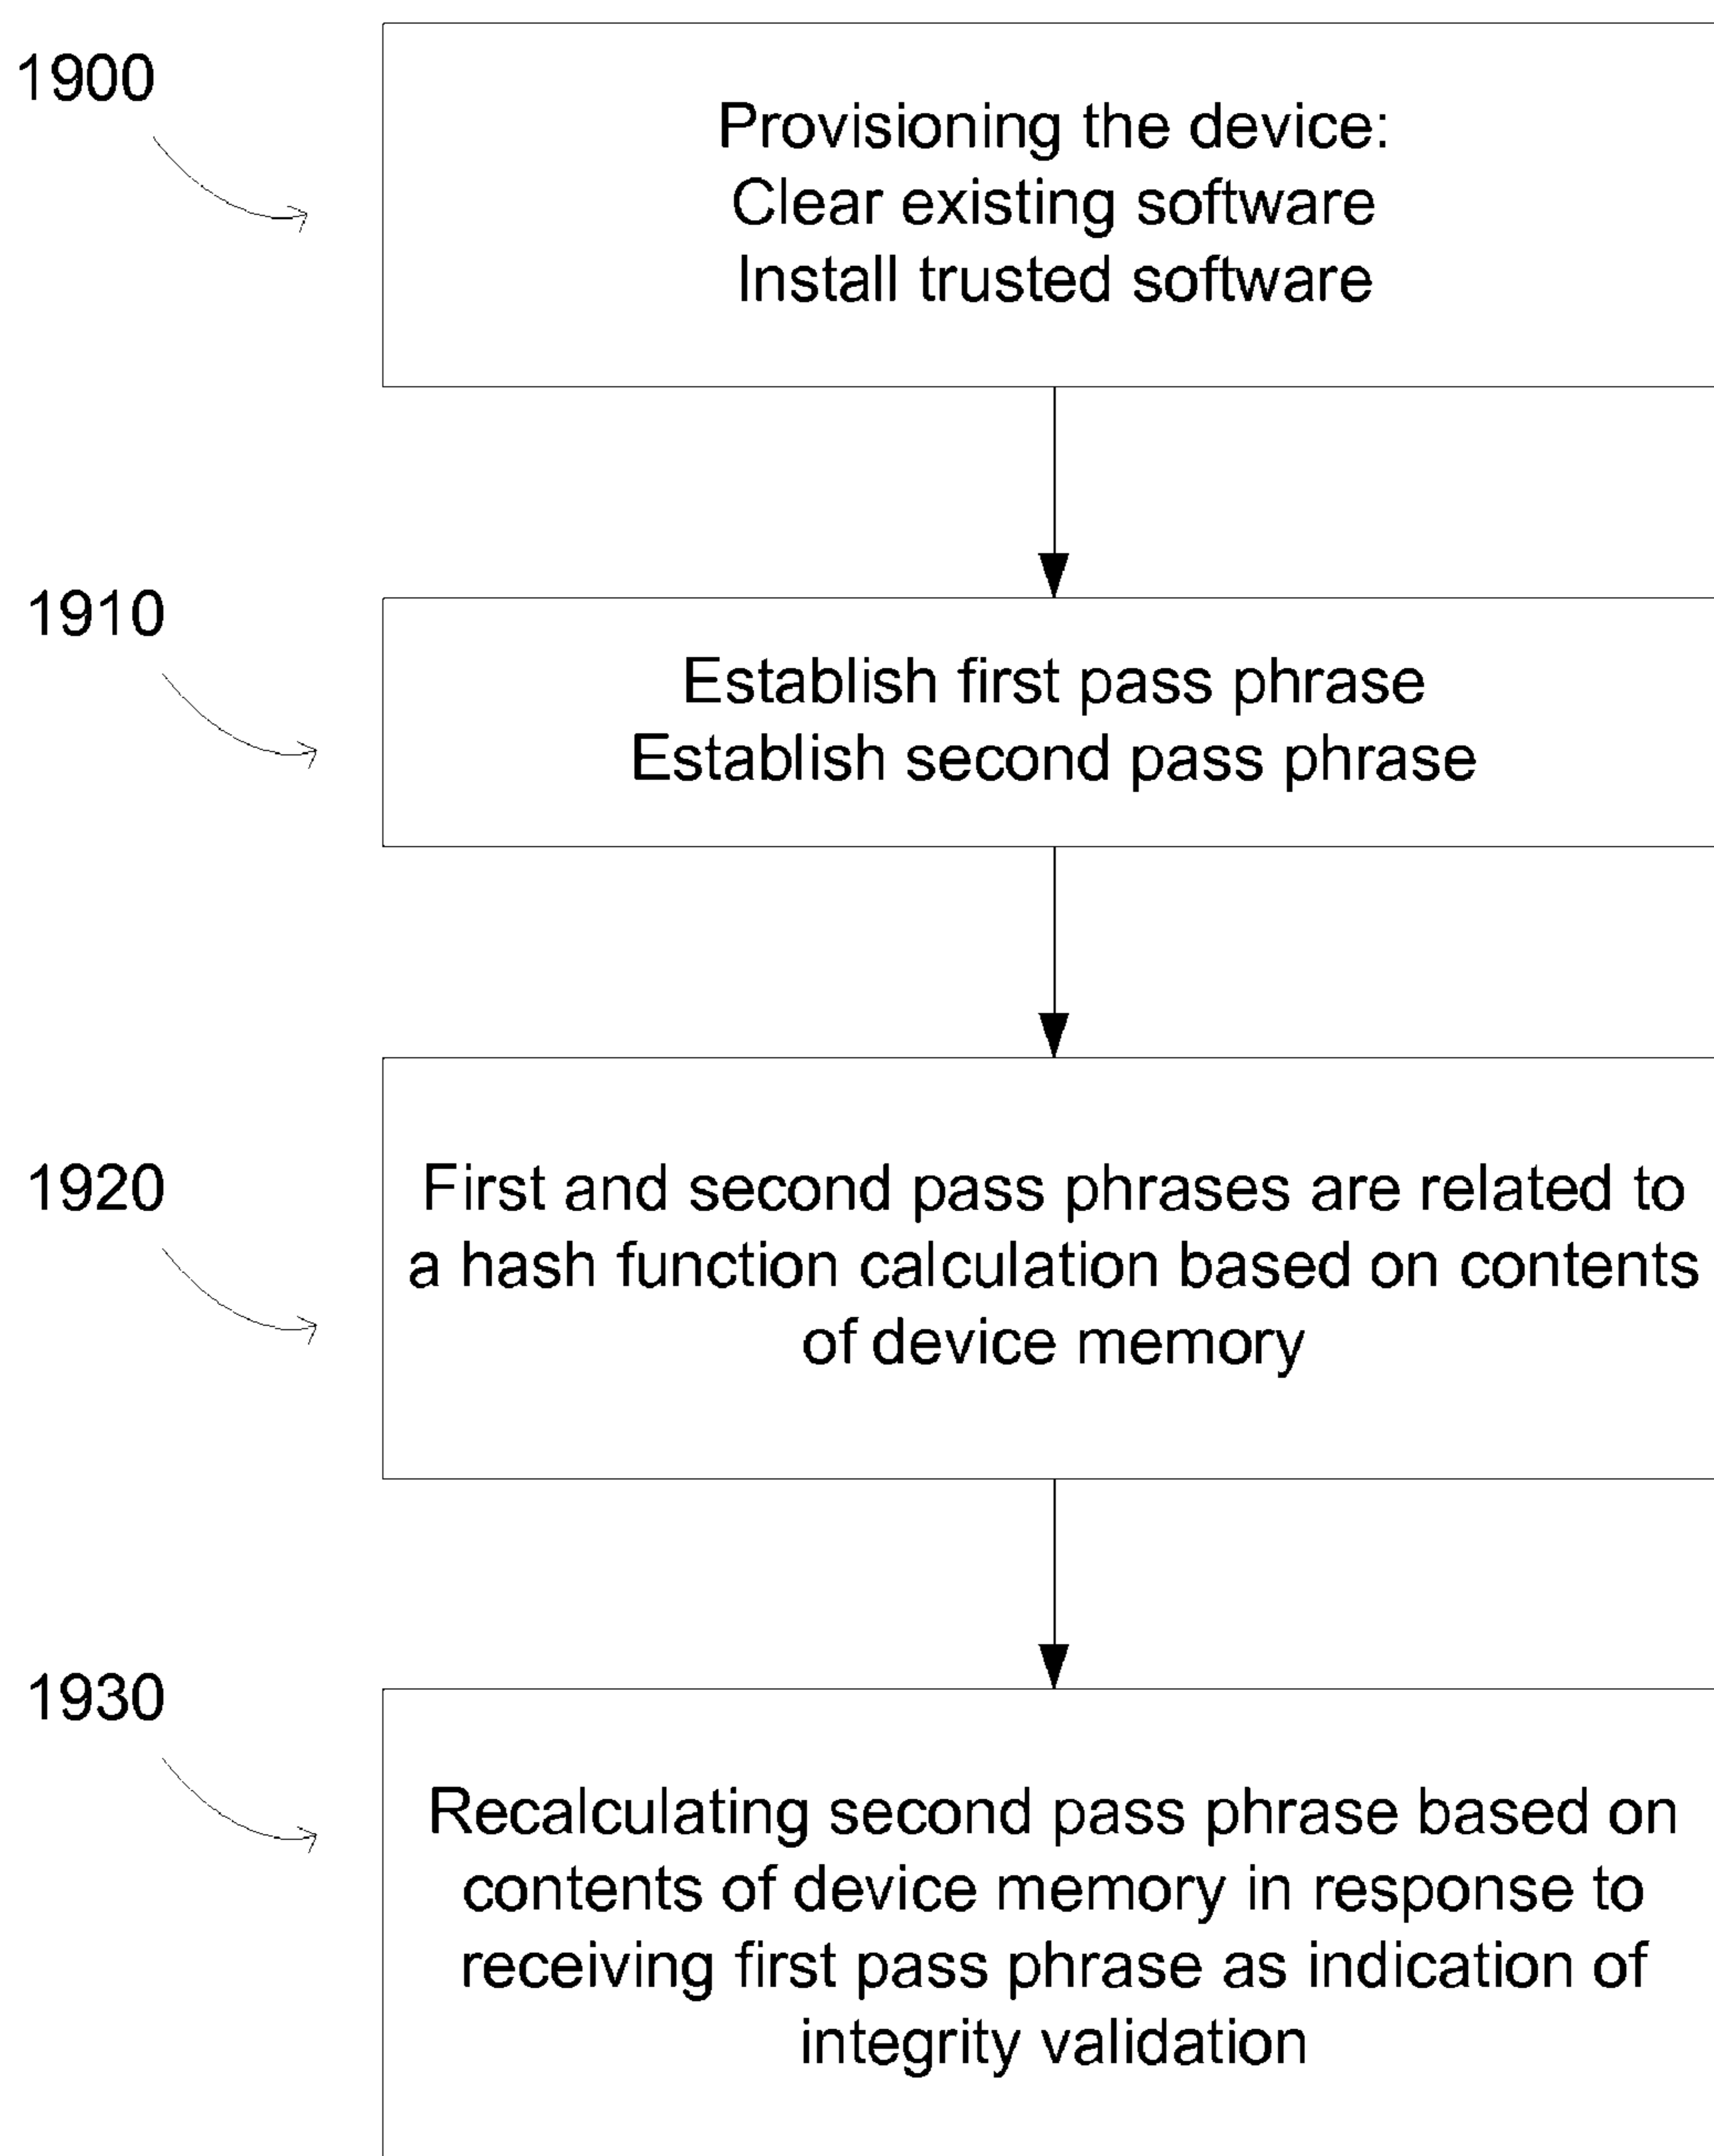 1900
Provisioning the device:
Clear existing software
Install trusted software
1910
Establish first pass phrase
Establish second pass phrase
1920
First and second pass phrases are related to
a hash function calculation based on contents
of device memory
1930
Recalculating second pass phrase based on
contents of device memory in response to
receiving first pass phrase as indication of
integrity validation